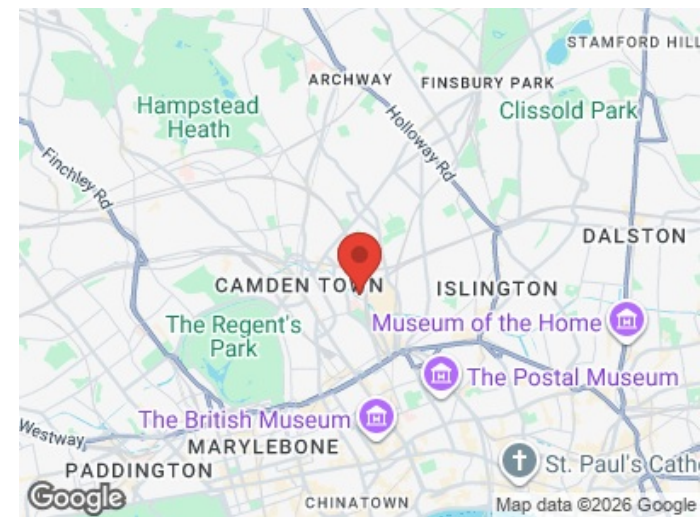 STAMFORD HILL
ARCHWAY
FINSBURY PARK
Hampstead
Heath
Clissold Park
Holloway Rd
Finchley Rd
DALSTON
CAMDEN TOWN
ISLINGTON
The Regent's
Park
Museum of the Home
The Postal Museum
The British Museum
Westway
MARYLEBONE
PADDINGTON
St. Paul's Cath
CHINATOWN
Google
Map data ©2026 Google